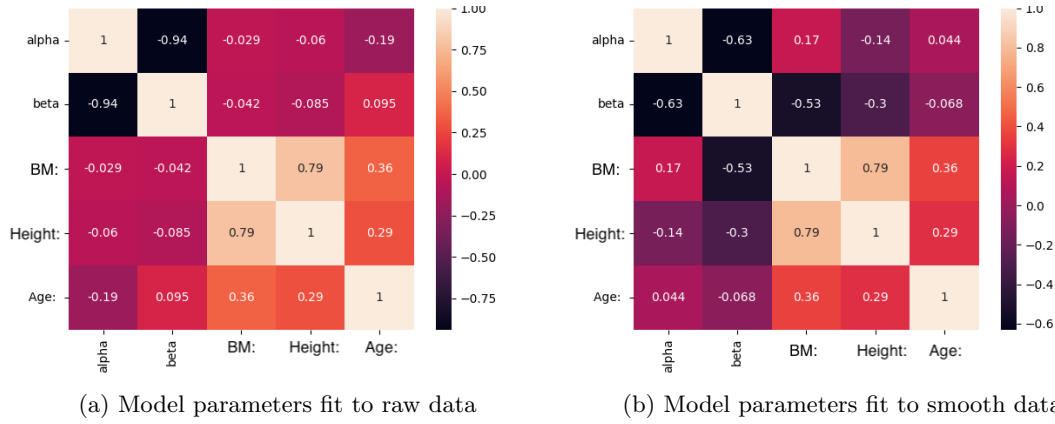 alpha 1 -0.94 -0.029 -0.06 -0.19
beta -0.94 1 -0.042 -0.085 0.095
BM: -0.029 -0.042 1 0.79 0.36
Height: -0.06 -0.085 0.79 1 0.29
Age: -0.19 0.095 0.36 0.29 1
alpha beta BM: Height: Age:
1.00
0.75
0.50
0.25
0.00
−0.25
−0.50
−0.75
(a) Model parameters fit to raw data
alpha 1 -0.63 0.17 -0.14 0.044
beta -0.63 1 -0.53 -0.3 -0.068
BM: 0.17 -0.53 1 0.79 0.36
Height: -0.14 -0.3 0.79 1 0.29
Age: 0.044 -0.068 0.36 0.29 1
alpha beta BM: Height: Age:
1.0
0.8
0.6
0.4
0.2
0.0
−0.2
−0.4
−0.6
(b) Model parameters fit to smooth data